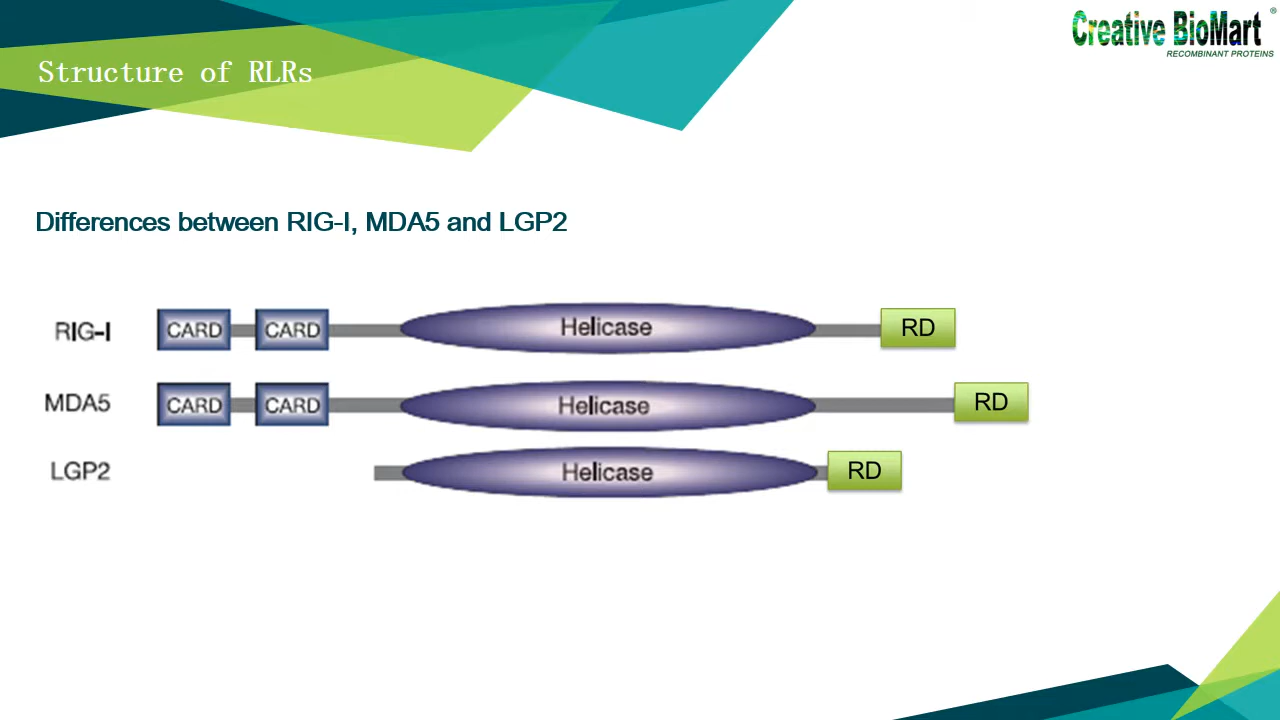 Creative BioMart®
RECOMBINANT PROTEINS
Structure of RLRs
Differences between RIG-I, MDA5 and LGP2
RIG-I CARD CARD Helicase RD
MDA5 CARD CARD Helicase RD
LGP2 Helicase RD